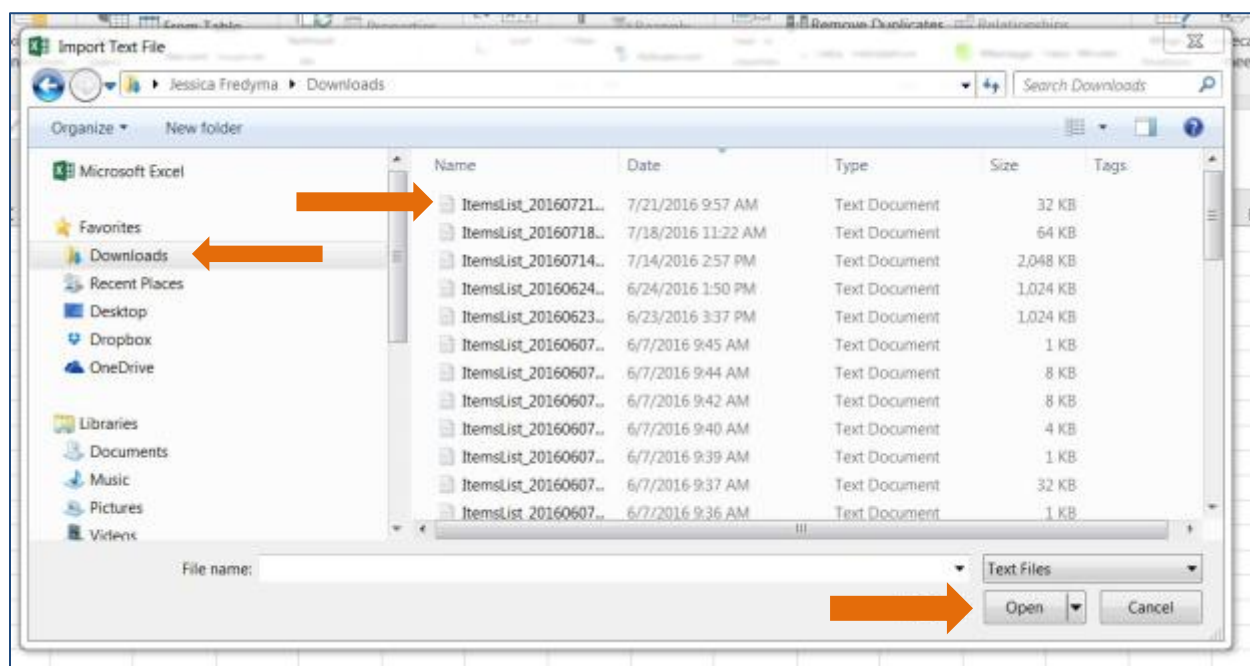 From Table Properties To Example Remove Duplicates Relationships
Import Text File
Jessica Fredyma Downloads Search Downloads
Organize New folder
Microsoft Excel
Favorites
Downloads
Recent Places
Desktop
Dropbox
OneDrive
Libraries
Documents
Music
Pictures
Videos
Name Date Type Size Tags
ItemsList_20160721... 7/21/2016 9:57 AM Text Document 32 KB
ItemsList_20160718... 7/18/2016 11:22 AM Text Document 64 KB
ItemsList_20160714... 7/14/2016 2:57 PM Text Document 2,048 KB
ItemsList_20160624... 6/24/2016 1:50 PM Text Document 1,024 KB
ItemsList_20160623... 6/23/2016 3:37 PM Text Document 1,024 KB
ItemsList_20160607... 6/7/2016 9:45 AM Text Document 1 KB
ItemsList_20160607... 6/7/2016 9:44 AM Text Document 8 KB
ItemsList_20160607... 6/7/2016 9:42 AM Text Document 8 KB
ItemsList_20160607... 6/7/2016 9:40 AM Text Document 4 KB
ItemsList_20160607... 6/7/2016 9:39 AM Text Document 1 KB
ItemsList_20160607... 6/7/2016 9:37 AM Text Document 32 KB
ItemsList_20160607... 6/7/2016 9:36 AM Text Document 1 KB
File name: Text Files
Open Cancel